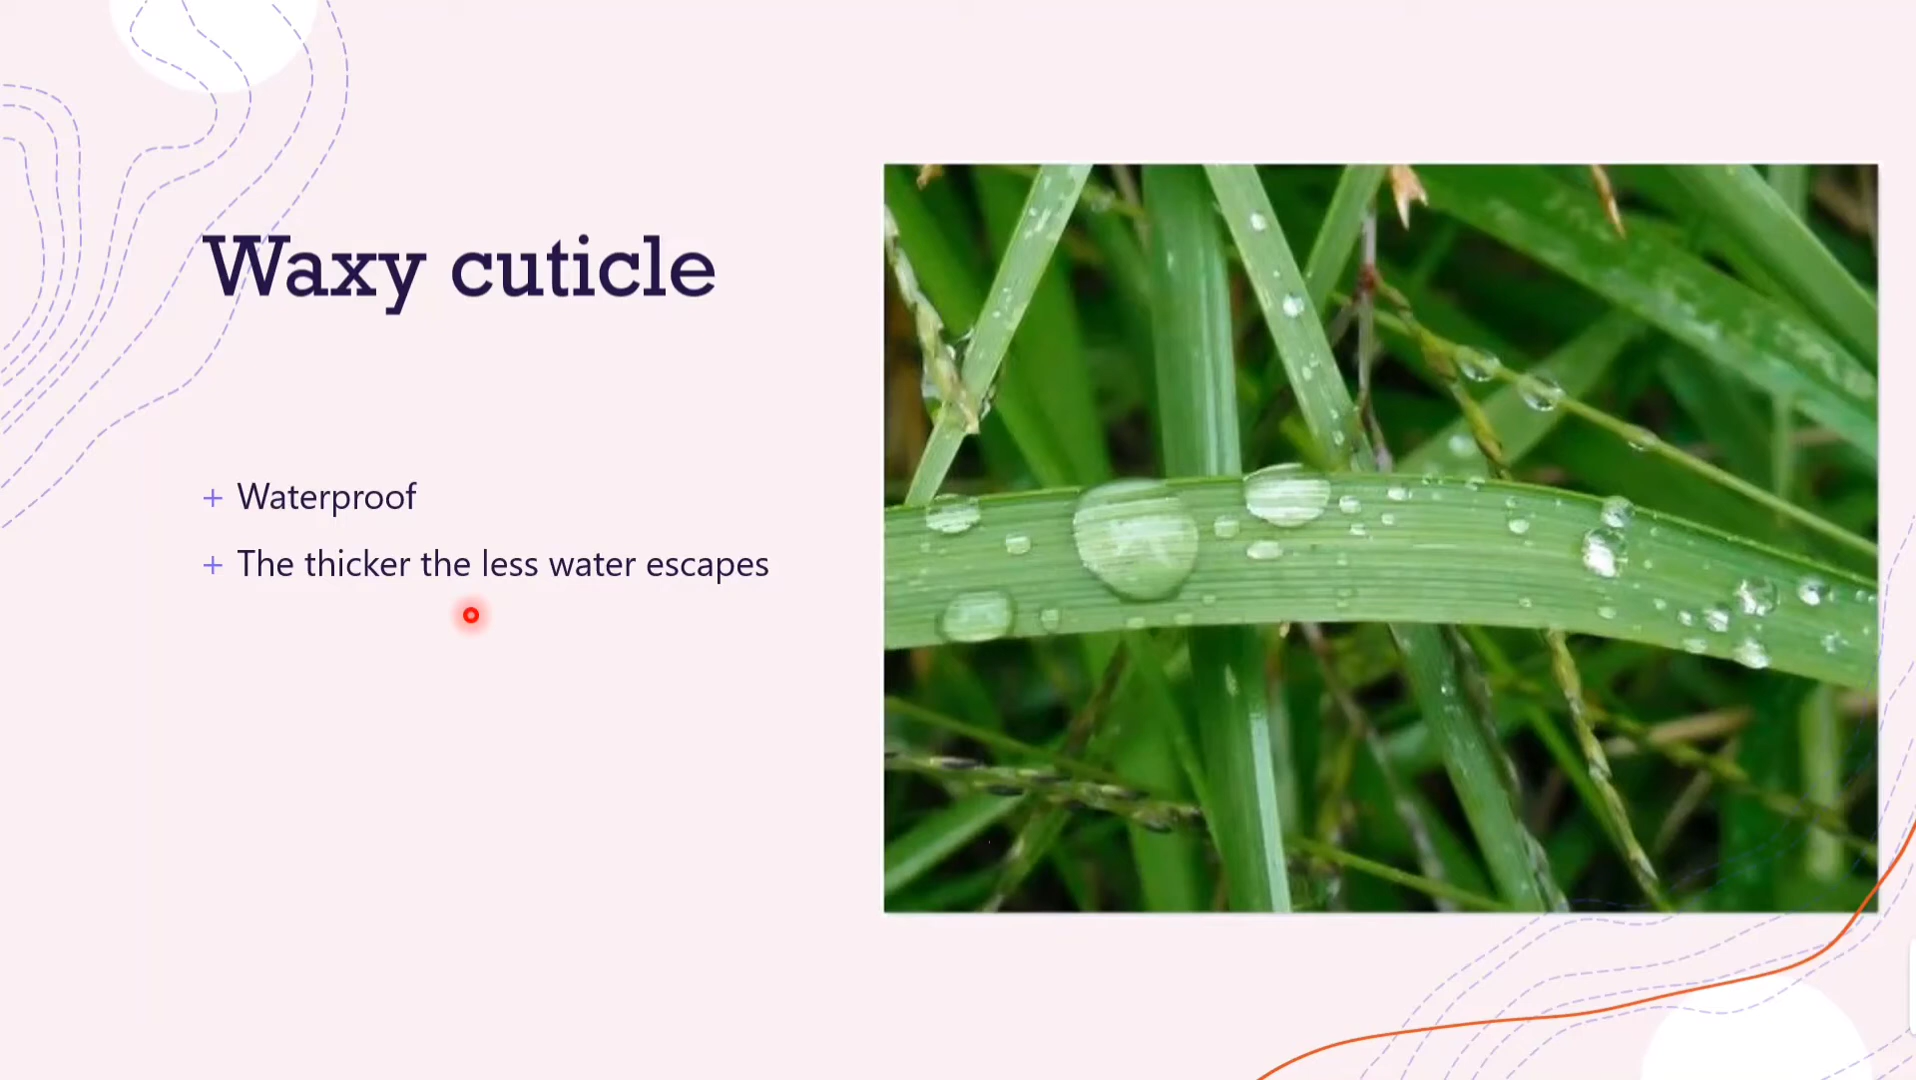 Waxy cuticle
+ Waterproof
+ The thicker the less water escapes